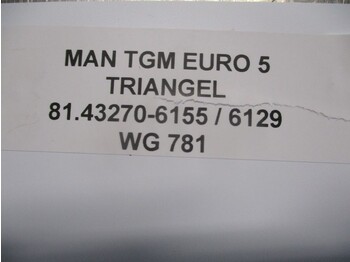 MAN TGM EURO 5
TRIANGEL
81.43270-6155 / 6129
WG 781